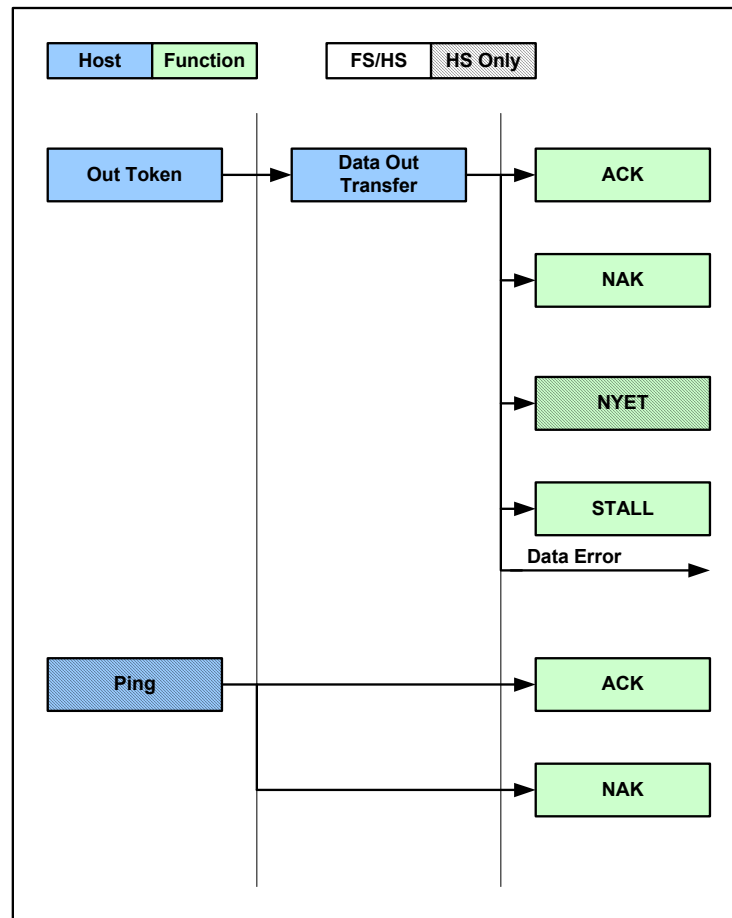 Host
Function
FS/HS
HS Only
Out Token
Data Out
Transfer
ACK
NAK
NYET
STALL
Data Error
Ping
ACK
NAK